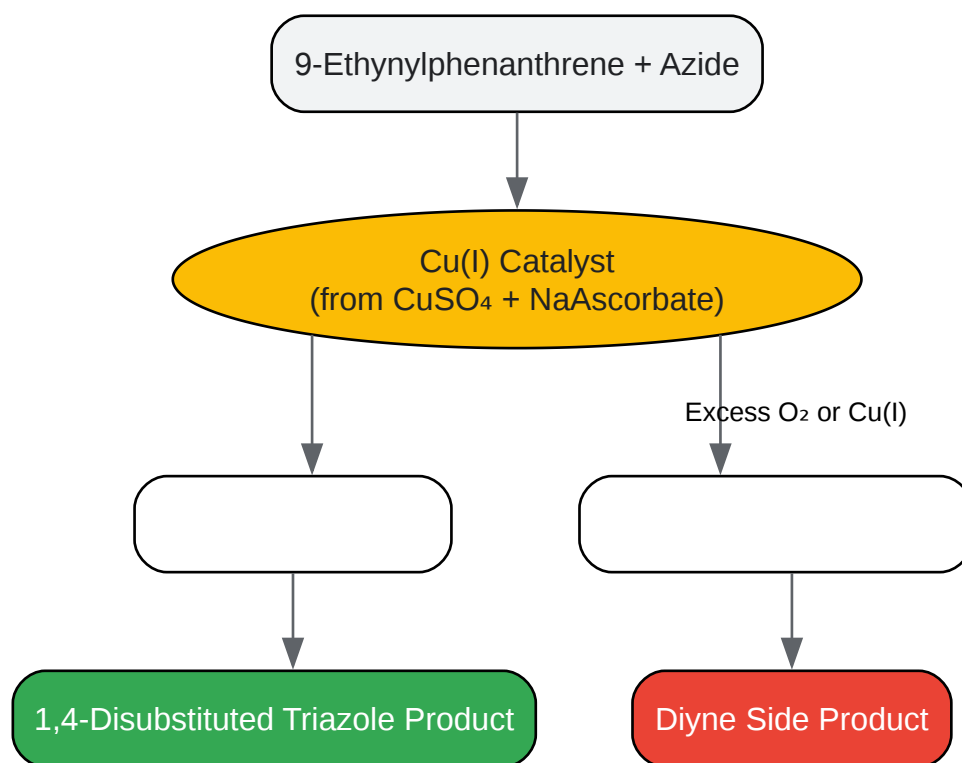 9-Ethynylphenanthrene + Azide
Cu(I) Catalyst
(from CuSO₄ + NaAscorbate)
Excess O₂ or Cu(I)
1,4-Disubstituted Triazole Product
Diyne Side Product